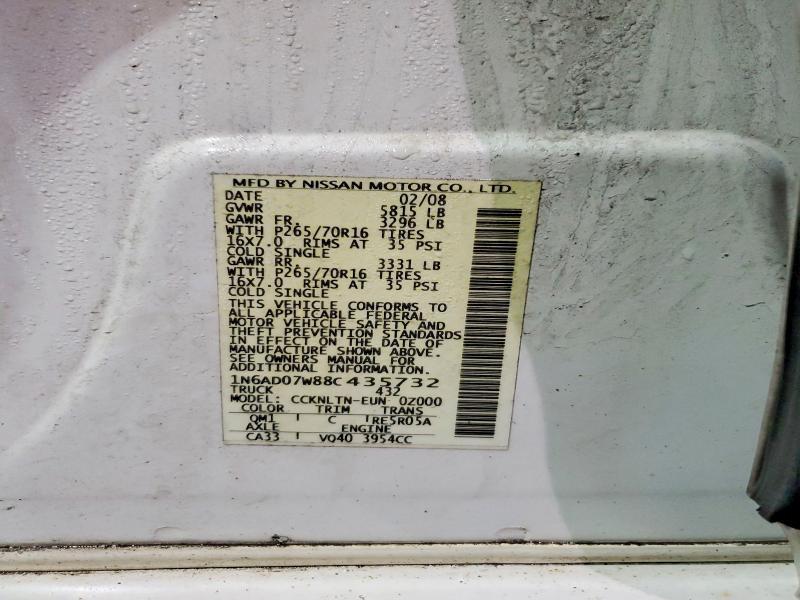 MFD BY NISSAN MOTOR CO., LTD.
DATE 02/08
GVWR 5815 LB
GAWR FR. 3296 LB
WITH P265/70R16 TIRES
16X7.0 RIMS AT 35 PSI
COLD SINGLE
GAWR RR. 3331 LB
WITH P265/70R16 TIRES
16X7.0 RIMS AT 35 PSI
COLD SINGLE
THIS VEHICLE CONFORMS TO
ALL APPLICABLE FEDERAL
MOTOR VEHICLE SAFETY AND
THEFT PREVENTION STANDARDS
IN EFFECT ON THE DATE OF
MANUFACTURE SHOWN ABOVE.
SEE OWNERS MANUAL FOR
ADDITIONAL INFORMATION.
1N6AD07W88C435732
TRUCK 432
MODEL: CCKNLTN-EUN 0Z000
COLOR TRIM TRANS
QM1 C RE5R05A
AXLE ENGINE
CA33 VQ40 3954CC